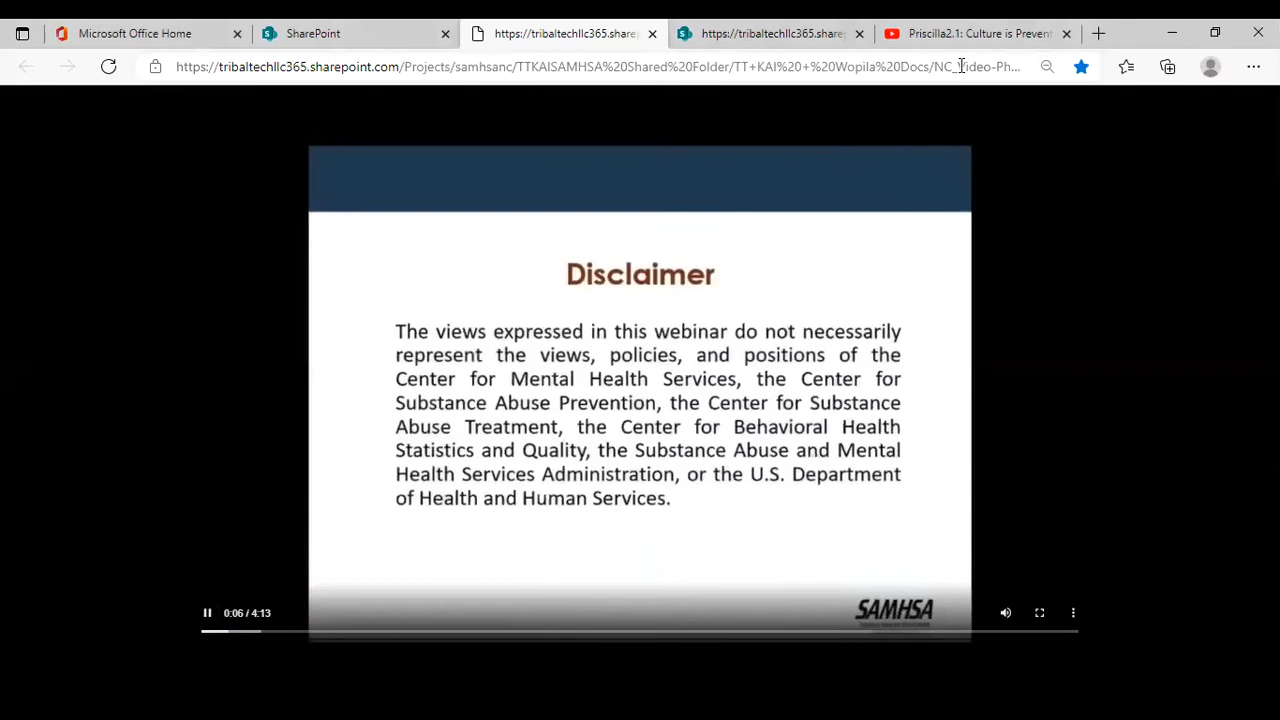 Microsoft Office Home
SharePoint
https://tribaltechllc365.share
https://tribaltechllc365.share
Priscilla2.1: Culture is Prevent
https://tribaltechllc365.sharepoint.com/Projects/samhsanc/TTKAISAMHSA%20Shared%20Folder/TT+KAI%20+%20Wopila%20Docs/NC_Video-Ph...
Disclaimer
The views expressed in this webinar do not necessarily
represent the views, policies, and positions of the
Center for Mental Health Services, the Center for
Substance Abuse Prevention, the Center for Substance
Abuse Treatment, the Center for Behavioral Health
Statistics and Quality, the Substance Abuse and Mental
Health Services Administration, or the U.S. Department
of Health and Human Services.
SAMHSA
0:06 / 4:13